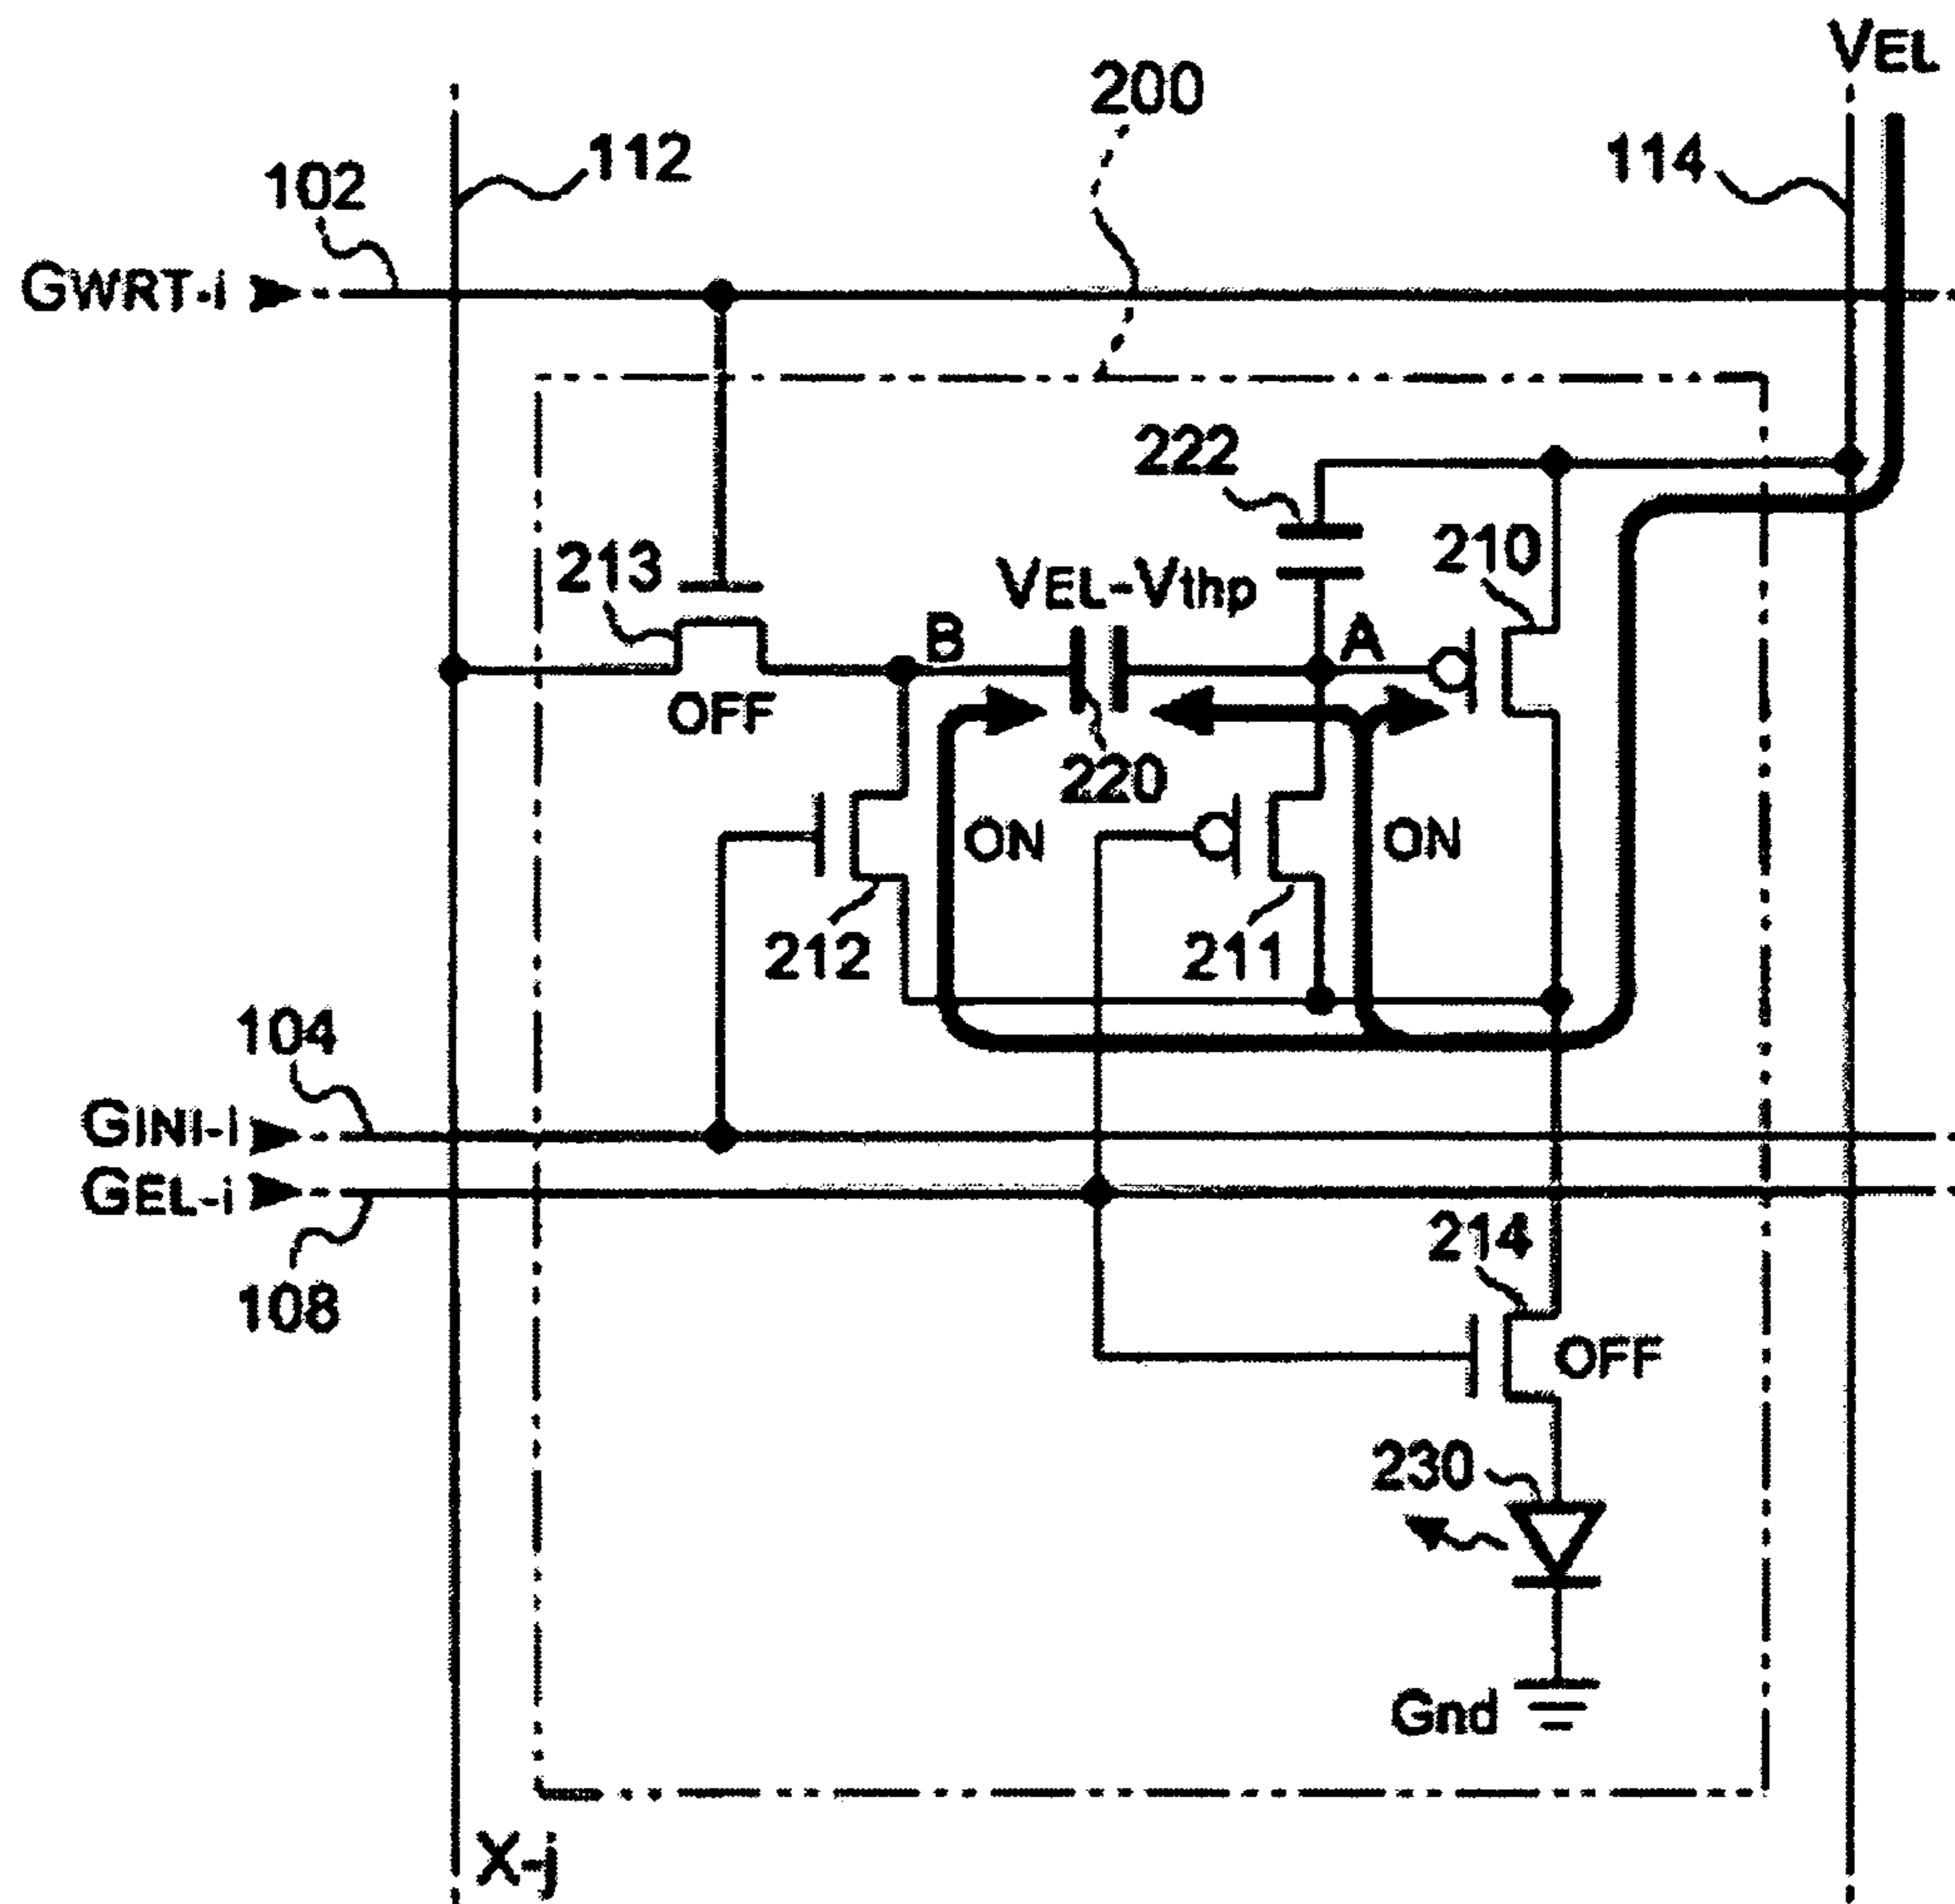 VEL
200
112
114
102
GWRT-i
222
210
213
VEL-Vthp
B
A
OFF
220
ON
ON
212
211
104
GINI-i
GEL-i
214
108
OFF
230
Gnd
X-j